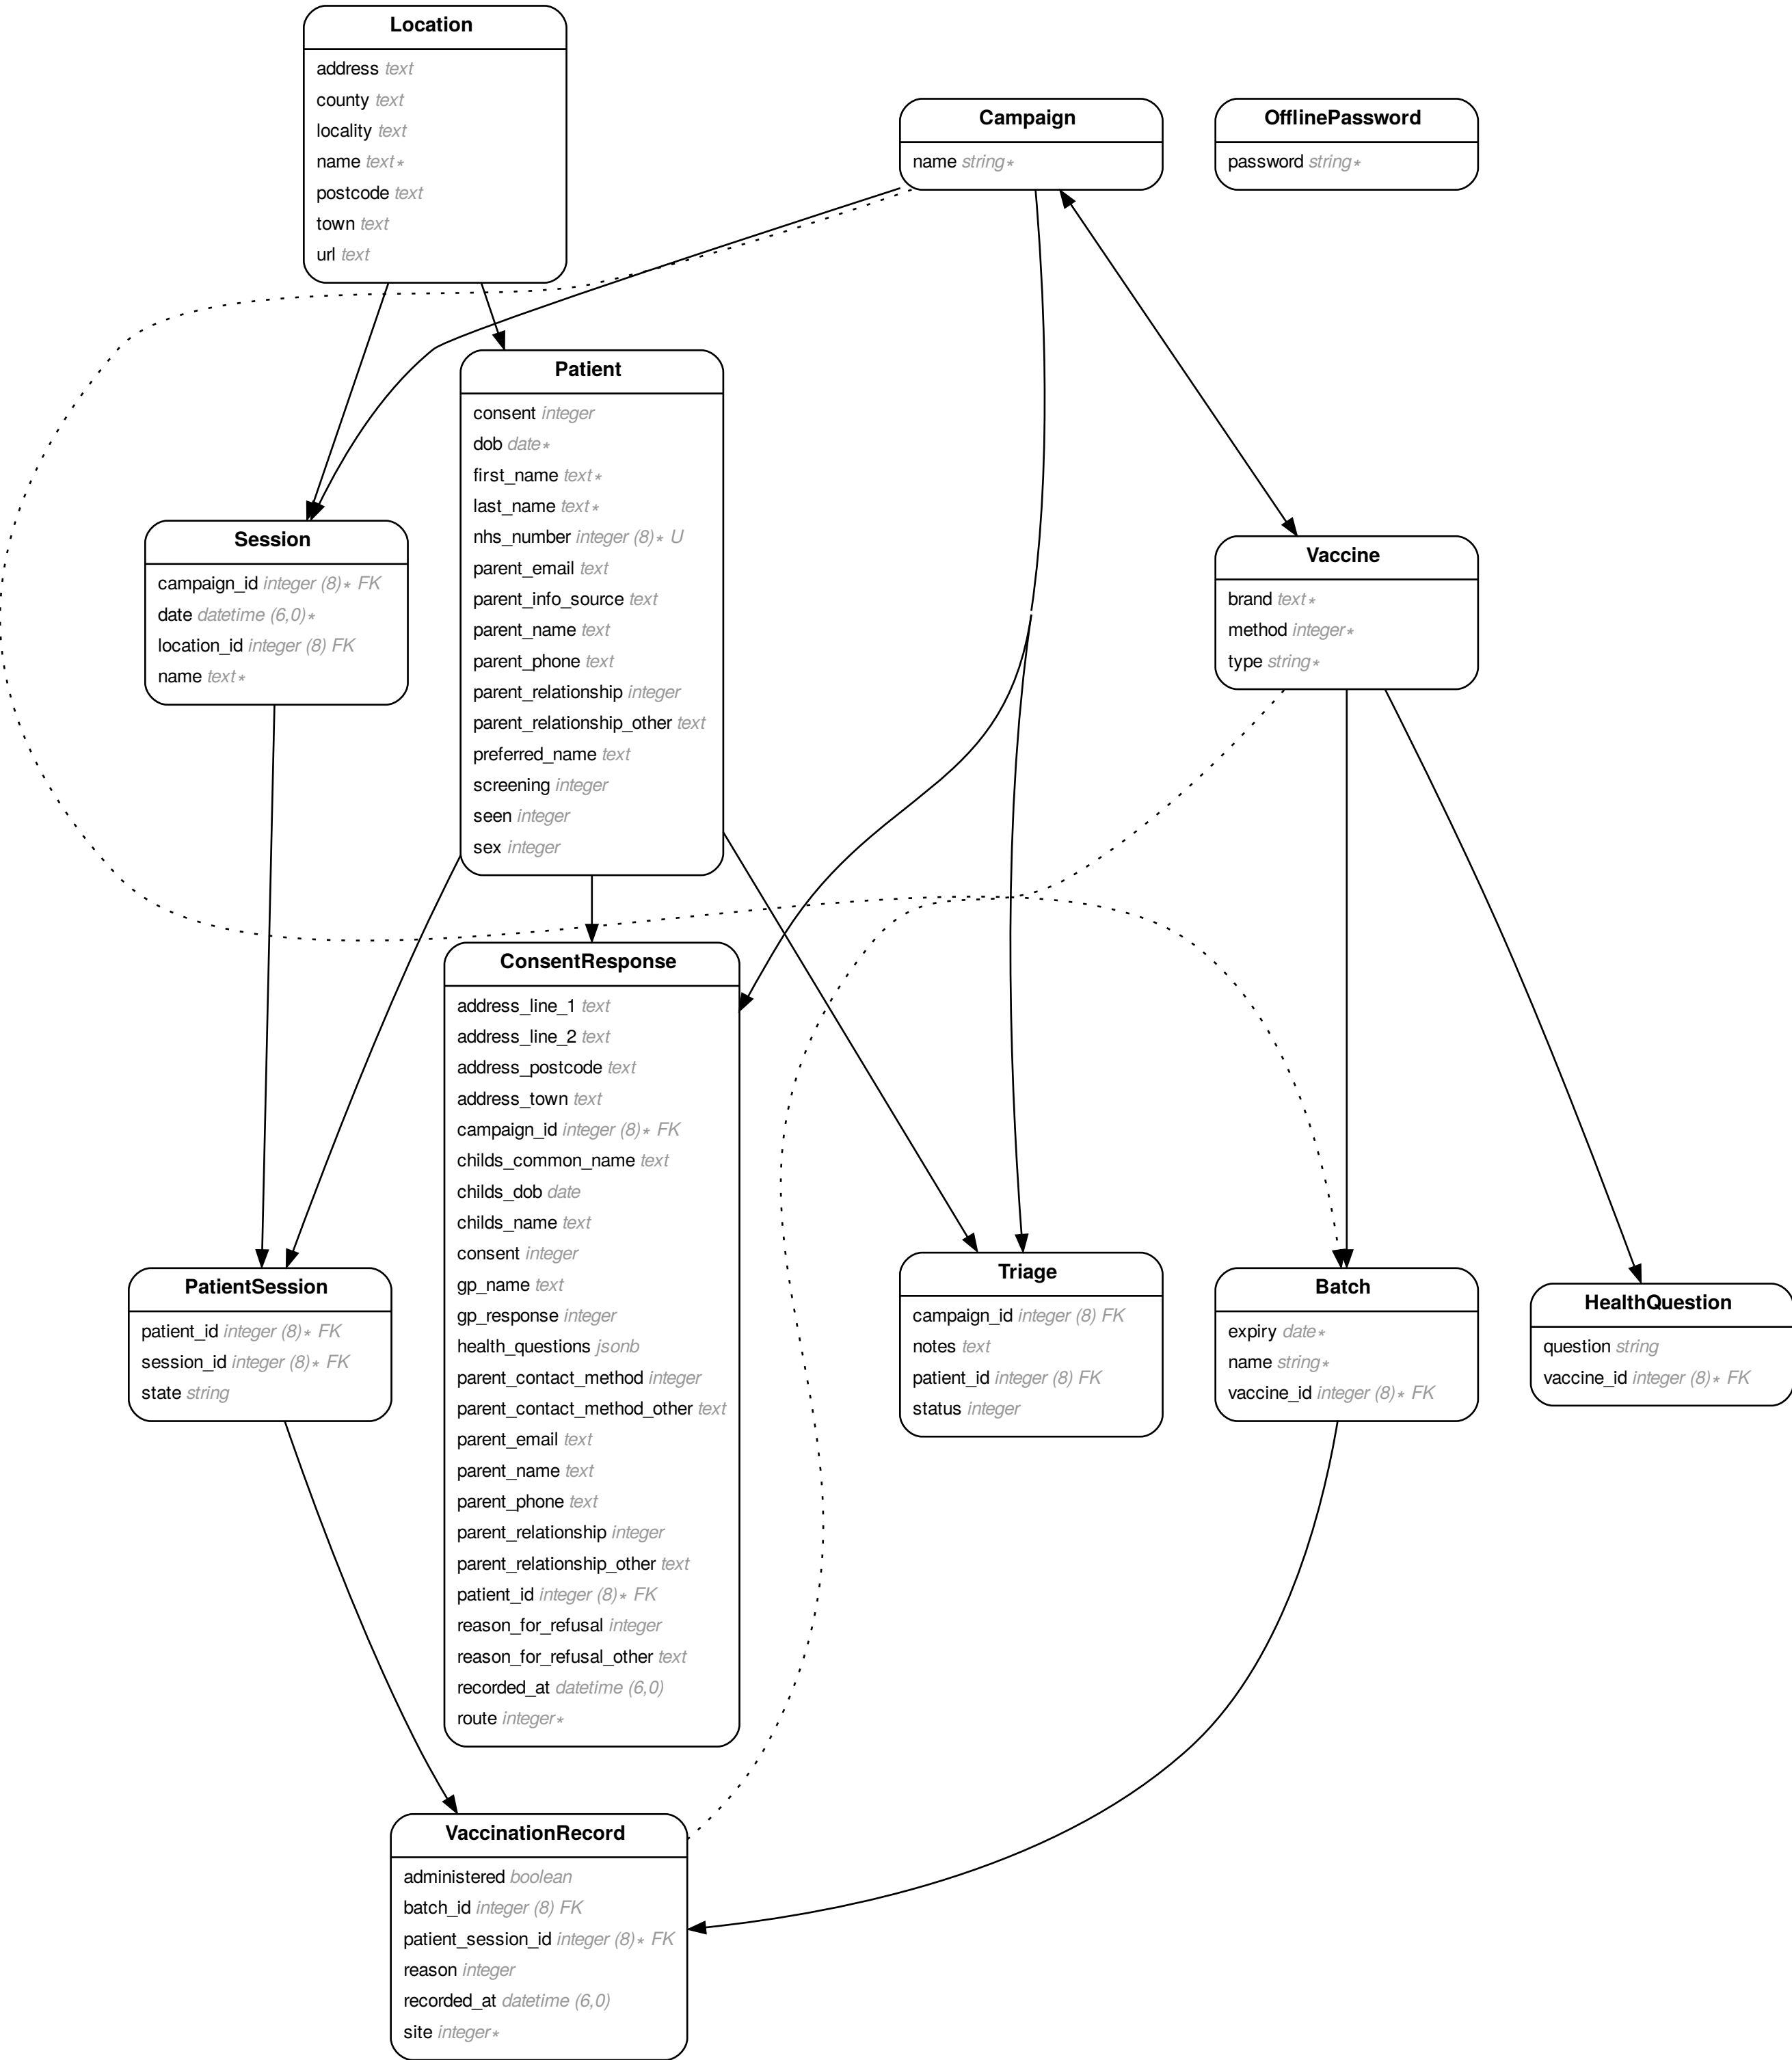 Location
address text
county text
locality text
name text∗
postcode text
town text
url text
Campaign
name string∗
OfflinePassword
password string∗
Patient
consent integer
dob date∗
first_name text∗
last_name text∗
nhs_number integer (8)∗ U
parent_email text
parent_info_source text
parent_name text
parent_phone text
parent_relationship integer
parent_relationship_other text
preferred_name text
screening integer
seen integer
sex integer
Session
campaign_id integer (8)∗ FK
date datetime (6,0)∗
location_id integer (8) FK
name text∗
Vaccine
brand text∗
method integer∗
type string∗
ConsentResponse
address_line_1 text
address_line_2 text
address_postcode text
address_town text
campaign_id integer (8)∗ FK
childs_common_name text
childs_dob date
childs_name text
consent integer
gp_name text
gp_response integer
health_questions jsonb
parent_contact_method integer
parent_contact_method_other text
parent_email text
parent_name text
parent_phone text
parent_relationship integer
parent_relationship_other text
patient_id integer (8)∗ FK
reason_for_refusal integer
reason_for_refusal_other text
recorded_at datetime (6,0)
route integer∗
PatientSession
patient_id integer (8)∗ FK
session_id integer (8)∗ FK
state string
Triage
campaign_id integer (8) FK
notes text
patient_id integer (8) FK
status integer
Batch
expiry date∗
name string∗
vaccine_id integer (8)∗ FK
HealthQuestion
question string
vaccine_id integer (8)∗ FK
VaccinationRecord
administered boolean
batch_id integer (8) FK
patient_session_id integer (8)∗ FK
reason integer
recorded_at datetime (6,0)
site integer∗